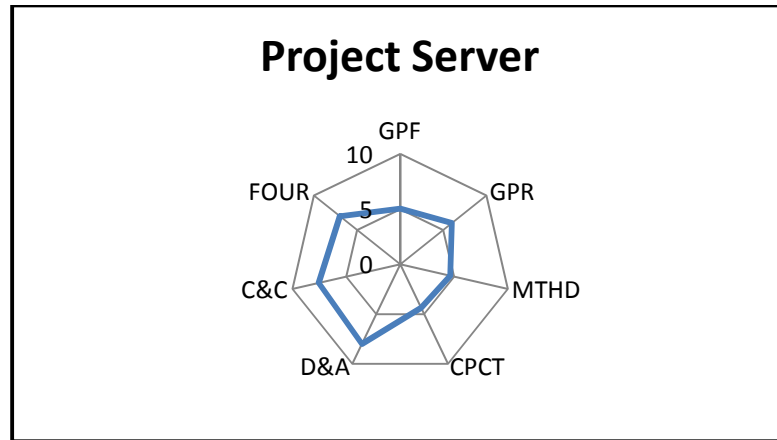 Project Server
GPF
10
FOUR
GPR
5
0
C&C
MTHD
D&A
CPCT